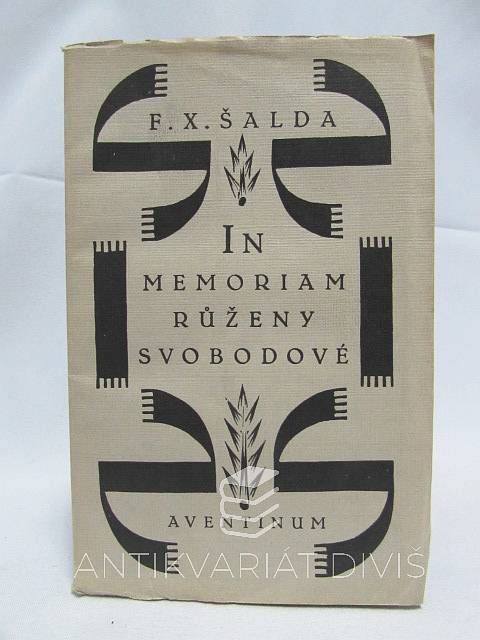 F. X. ŠALDA
IN
MEMORIAM
RŮŽENY
SVOBODOVÉ
AVENTINUM
ANTIKVARIÁT DIVIŠ